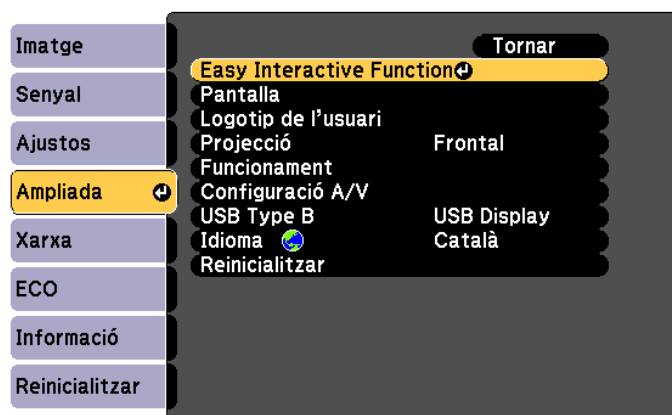 Imatge
Senyal
Ajustos
Ampliada
Xarxa
ECO
Informació
Reinicialitzar
Tornar
Easy Interactive Function
Pantalla
Logotip de l'usuari
Projecció Frontal
Funcionament
Configuració A/V
USB Type B USB Display
Idioma Català
Reinicialitzar